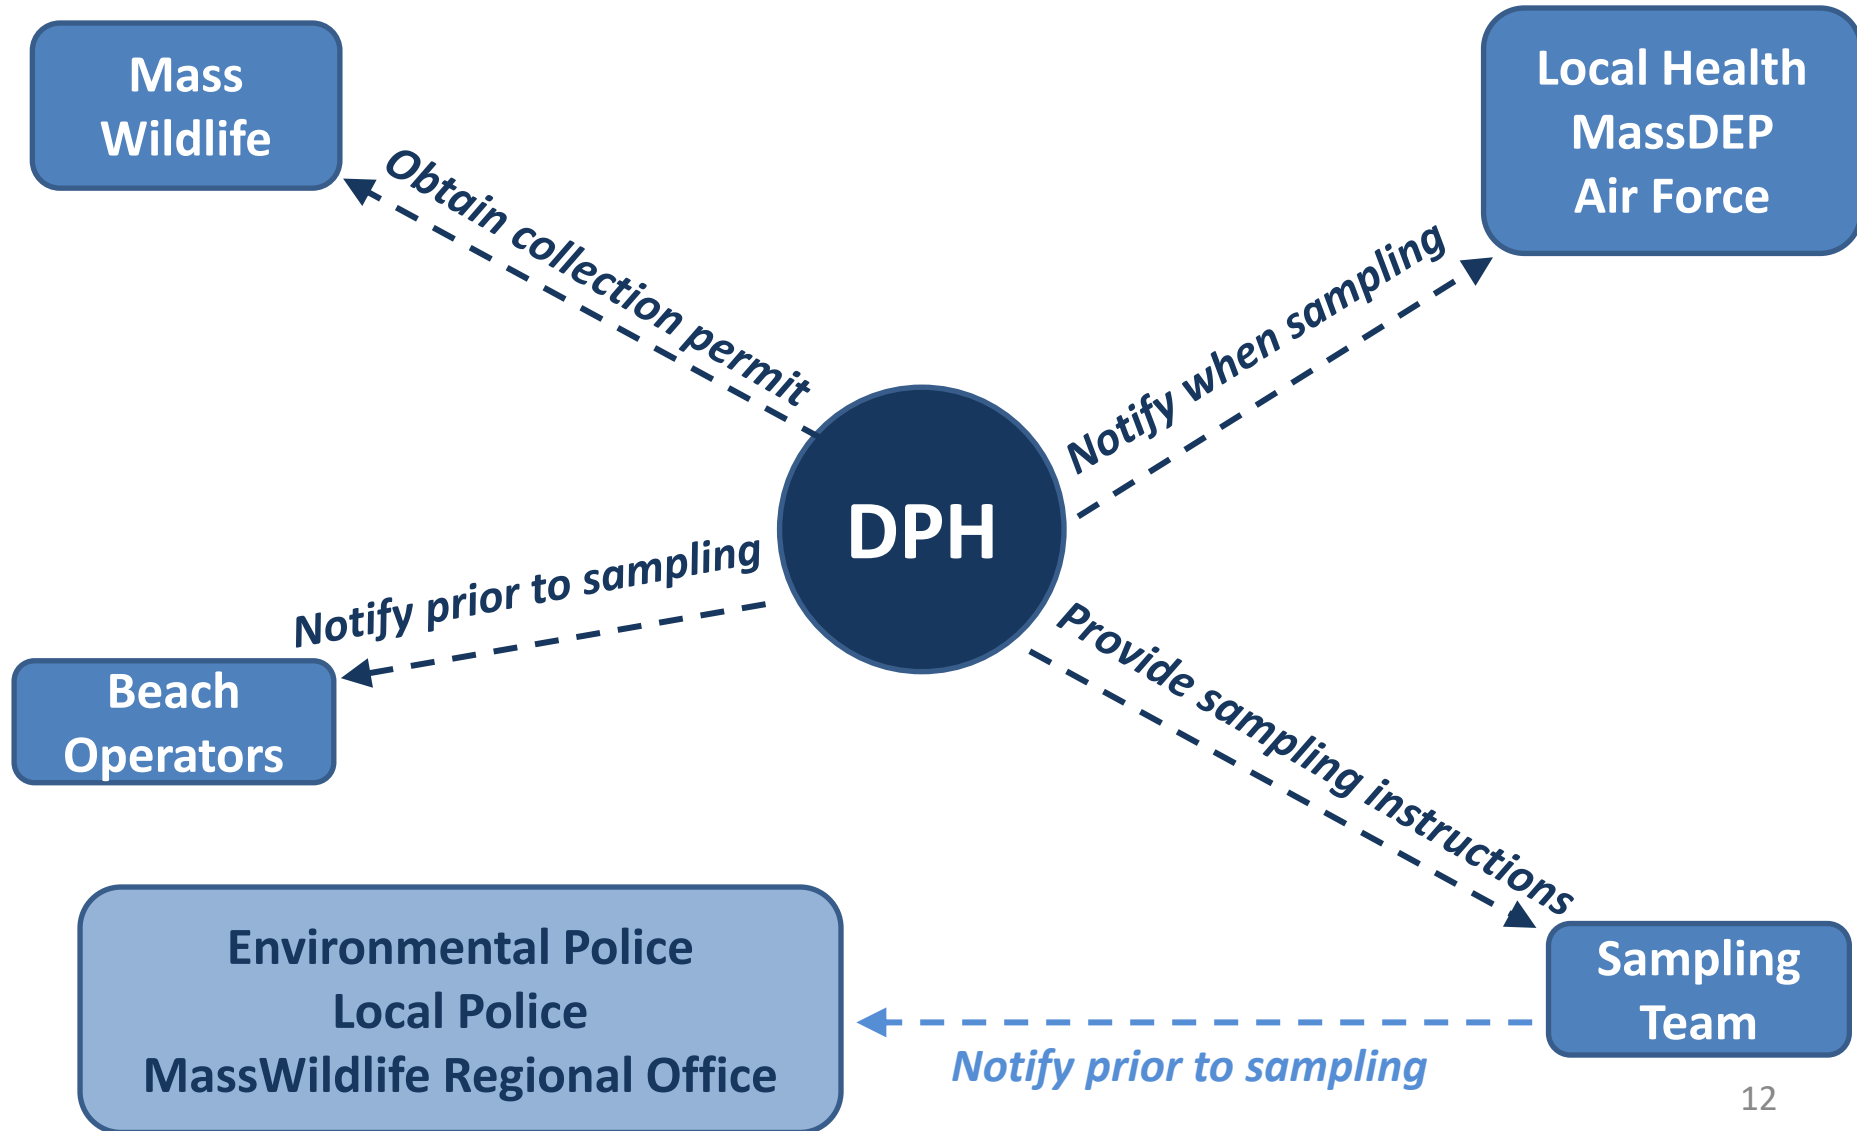 Mass
Wildlife
Local Health
MassDEP
Air Force
Obtain collection permit
Notify when sampling
DPH
Notify prior to sampling
Beach
Operators
Provide sampling instructions
Environmental Police
Local Police
MassWildlife Regional Office
Sampling
Team
Notify prior to sampling
12